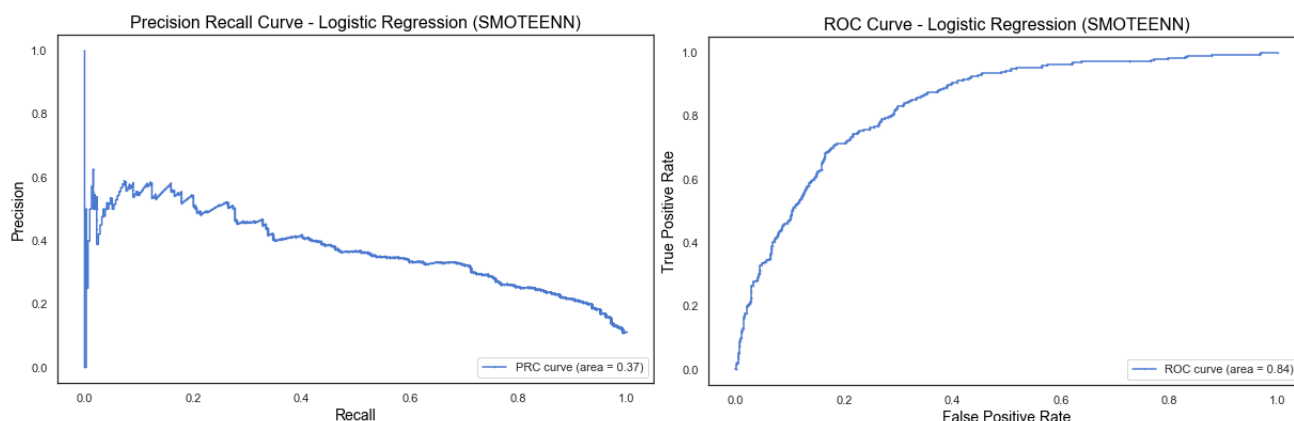 Precision Recall Curve - Logistic Regression (SMOTEENN)
1.0
0.8
0.6
0.4
0.2
0.0
Precision
0.0 0.2 0.4 0.6 0.8 1.0
Recall
PRC curve (area = 0.37)
ROC Curve - Logistic Regression (SMOTEENN)
1.0
0.8
0.6
0.4
0.2
0.0
True Positive Rate
0.0 0.2 0.4 0.6 0.8 1.0
False Positive Rate
ROC curve (area = 0.84)